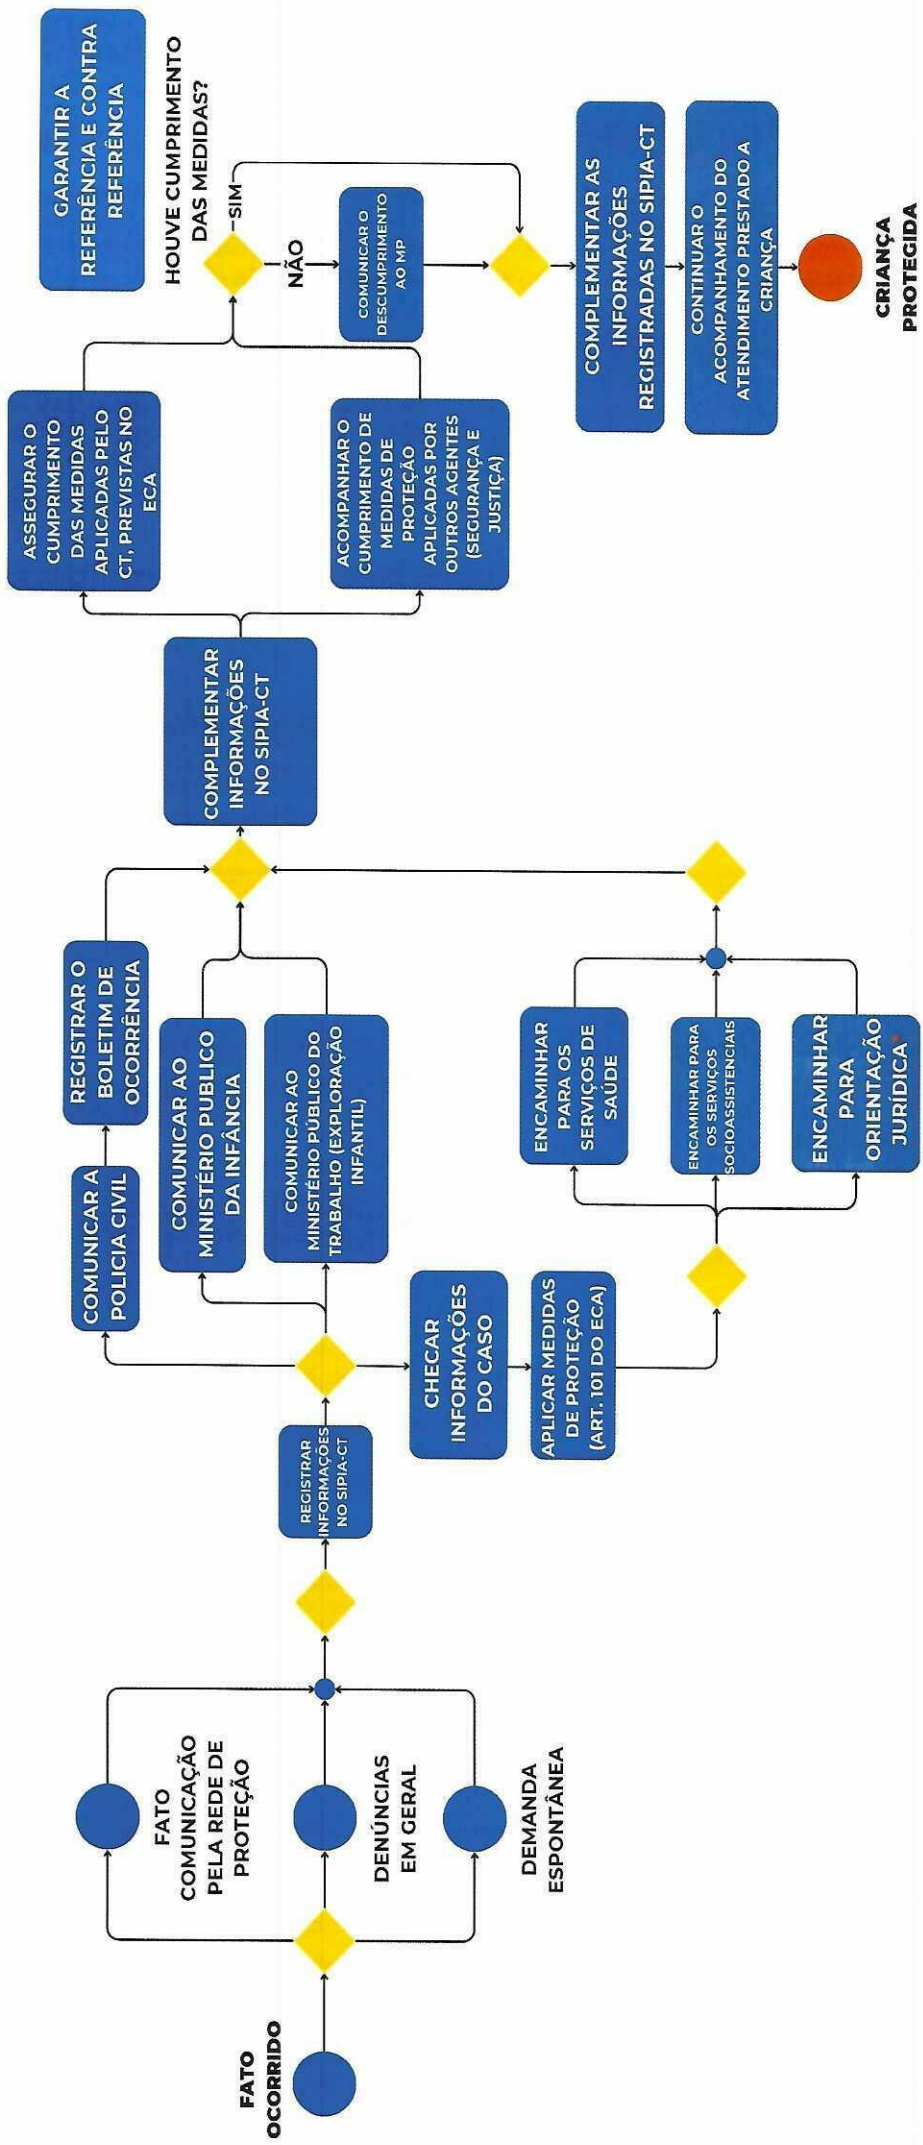 FATO
OCORRIDO
FATO
COMUNICAÇÃO
PELA REDE DE
PROTEÇÃO
DENÚNCIAS
EM GERAL
DEMANDA
ESPONTÂNEA
REGISTRAR
INFORMAÇÕES
NO SIPIA-CT
COMUNICAR A
POLICIA CIVIL
REGISTRAR O
BOLETIM DE
OCORRÊNCIA
COMUNICAR AO
MINISTÉRIO PUBLICO
DA INFÂNCIA
COMUNICAR AO
MINISTÉRIO PÚBLICO DO
TRABALHO (EXPLORAÇÃO
INFANTIL)
CHECAR
INFORMAÇÕES
DO CASO
APLICAR MEDIDAS
DE PROTEÇÃO
(ART. 101 DO ECA)
ENCAMINHAR
PARA OS
SERVIÇOS DE
SAÚDE
ENCAMINHAR PARA
OS SERVIÇOS
SOCIOASSISTENCIAIS
ENCAMINHAR
PARA
ORIENTAÇÃO
JURÍDICA*
COMPLEMENTAR
INFORMAÇÕES
NO SIPIA-CT
ASSEGURAR O
CUMPRIMENTO
DAS MEDIDAS
APLICADAS PELO
CT, PREVISTAS NO
ECA
ACOMPANHAR O
CUMPRIMENTO DE
MEDIDAS DE
PROTEÇÃO
APLICADAS POR
OUTROS AGENTES
(SEGURANÇA E
JUSTIÇA)
GARANTIR A
REFERÊNCIA E CONTRA
REFERÊNCIA
HOUVE CUMPRIMENTO
DAS MEDIDAS?
SIM
NÃO
COMUNICAR O
DESCUMPRIMENTO
AO MP
COMPLEMENTAR AS
INFORMAÇÕES
REGISTRADAS NO SIPIA-CT
CONTINUAR O
ACOMPANHAMENTO DO
ATENDIMENTO PRESTADO A
CRIANÇA
CRIANÇA
PROTEGIDA